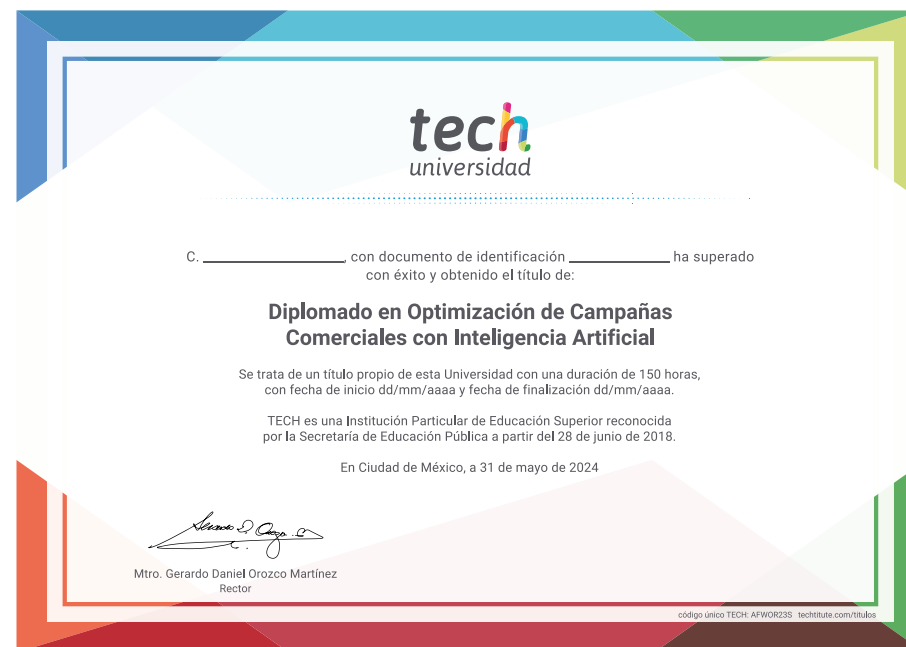 tech
universidad
C. ____________, con documento de identificación ____________ ha superado
con éxito y obtenido el título de:
Diplomado en Optimización de Campañas
Comerciales con Inteligencia Artificial
Se trata de un título propio de esta Universidad con una duración de 150 horas,
con fecha de inicio dd/mm/aaaa y fecha de finalización dd/mm/aaaa.
TECH es una Institución Particular de Educación Superior reconocida
por la Secretaría de Educación Pública a partir del 28 de junio de 2018.
En Ciudad de México, a 31 de mayo de 2024
Mtro. Gerardo Daniel Orozco Martínez
Rector
código único TECH: AFWOR23S techtitute.com/titulos